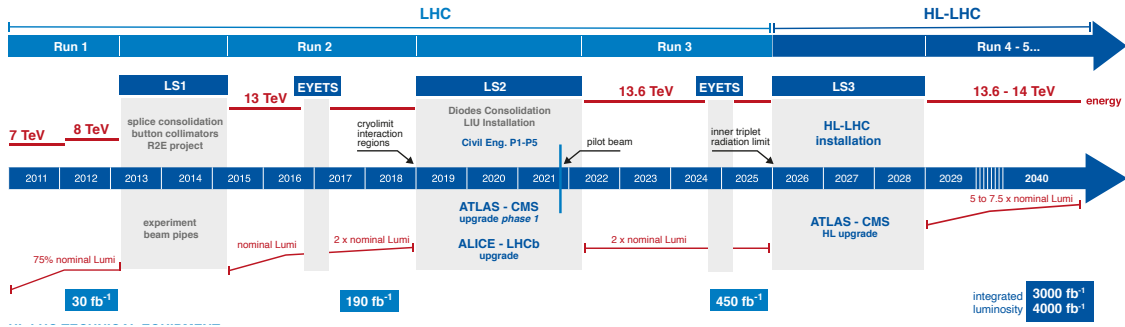 LHC
HL-LHC
Run 1
Run 2
Run 3
Run 4 - 5...
LS1
EYETS
LS2
EYETS
LS3
13 TeV
13.6 TeV
13.6 - 14 TeV
energy
7 TeV
8 TeV
splice consolidation
button collimators
R2E project
cryolimit
interaction
regions
Diodes Consolidation
LIU Installation
Civil Eng. P1-P5
pilot beam
inner triplet
radiation limit
HL-LHC
installation
2011
2012
2013
2014
2015
2016
2017
2018
2019
2020
2021
2022
2023
2024
2025
2026
2027
2028
2029
2040
experiment
beam pipes
ATLAS - CMS
upgrade phase 1
ALICE - LHCb
upgrade
ATLAS - CMS
HL upgrade
5 to 7.5 x nominal Lumi
75% nominal Lumi
nominal Lumi
2 x nominal Lumi
2 x nominal Lumi
30 fb-1
190 fb-1
450 fb-1
integrated
luminosity
3000 fb-1
4000 fb-1